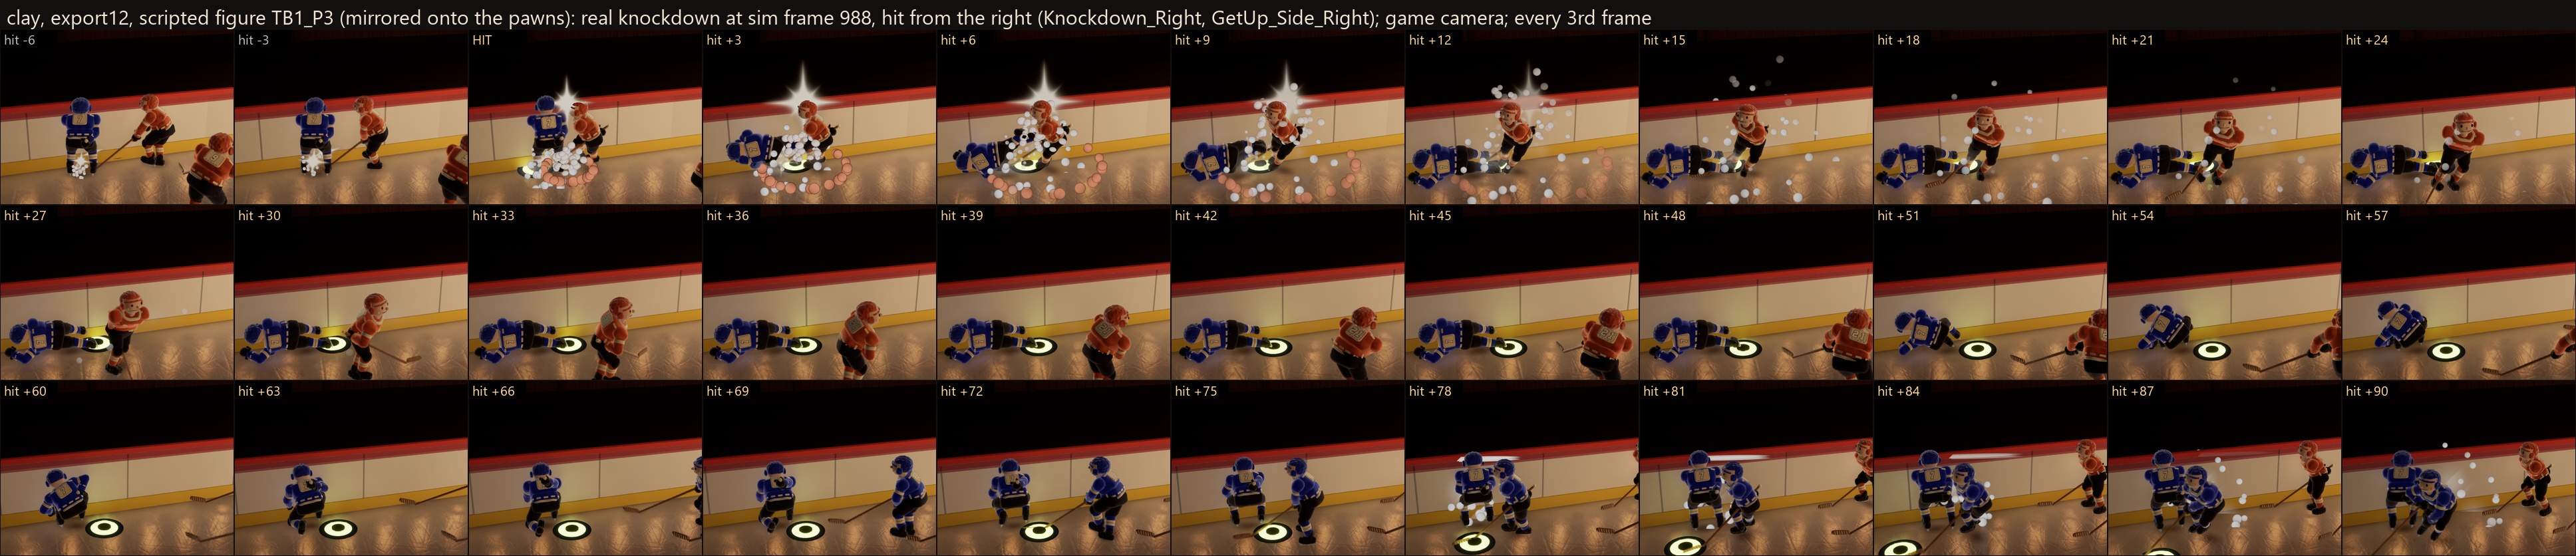 clay, export12, scripted figure TB1_P3 (mirrored onto the pawns): real knockdown at sim frame 988, hit from the right (Knockdown_Right, GetUp_Side_Right); game camera; every 3rd frame
hit -6
hit -3
HIT
hit +3
hit +6
hit +9
hit +12
hit +15
hit +18
hit +21
hit +24
hit +27
hit +30
hit +33
hit +36
hit +39
hit +42
hit +45
hit +48
hit +51
hit +54
hit +57
hit +60
hit +63
hit +66
hit +69
hit +72
hit +75
hit +78
hit +81
hit +84
hit +87
hit +90